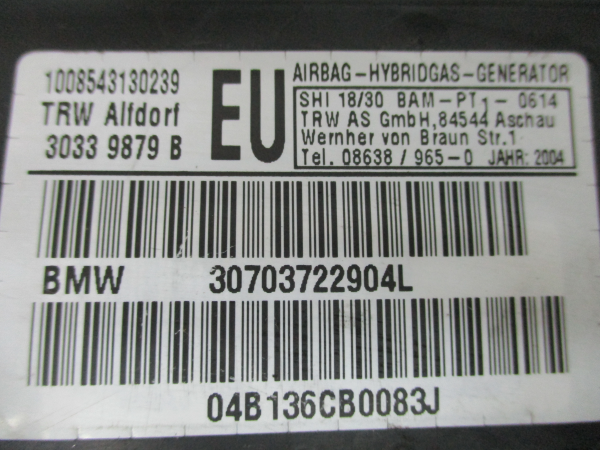 1008543130239
TRW Alfdorf
3033 9879 B
EU
AIRBAG-HYBRIDGAS-GENERATOR
SHI 18/30 BAM-PT1-0614
TRW AS GmbH,84544 Aschau
Wernher von Braun Str.1
Tel. 08638 / 965-0 JAHR: 2004
BMW 30703722904L
04B136CB0083J